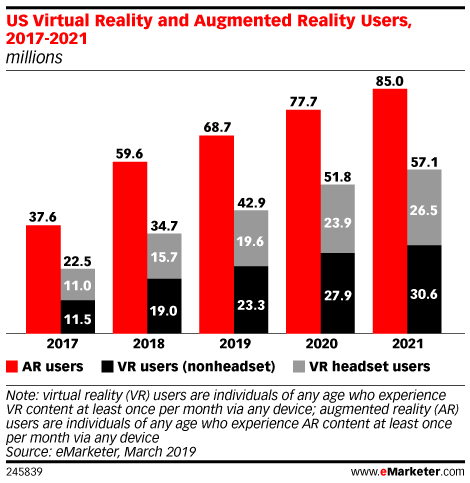 US Virtual Reality and Augmented Reality Users,
2017-2021
millions
37.6
22.5
11.0
11.5
59.6
34.7
15.7
19.0
68.7
42.9
19.6
23.3
77.7
51.8
23.9
27.9
85.0
57.1
26.5
30.6
2017 2018 2019 2020 2021
AR users VR users (nonheadset) VR headset users
Note: virtual reality (VR) users are individuals of any age who experience
VR content at least once per month via any device; augmented reality (AR)
users are individuals of any age who experience AR content at least once
per month via any device
Source: eMarketer, March 2019
245839 www.eMarketer.com